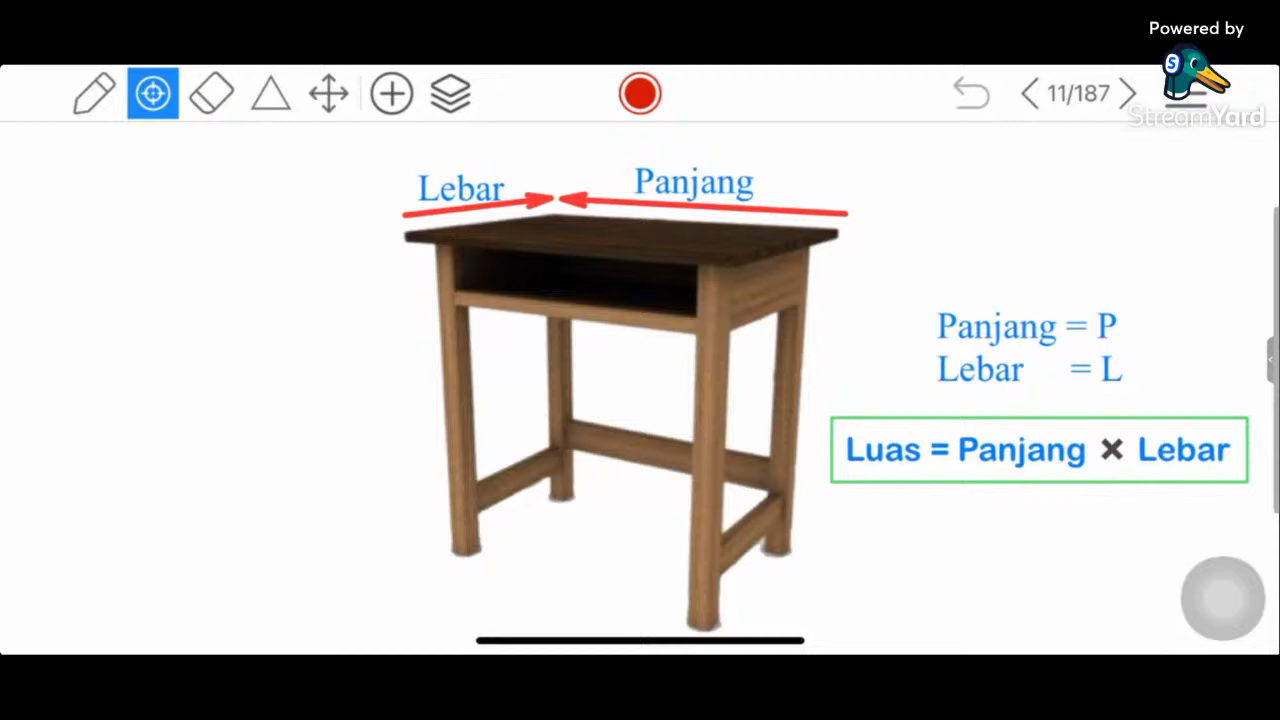 Powered by
S
StreamYard
11/187
Lebar
Panjang
Panjang = P
Lebar = L
Luas = Panjang ✖ Lebar